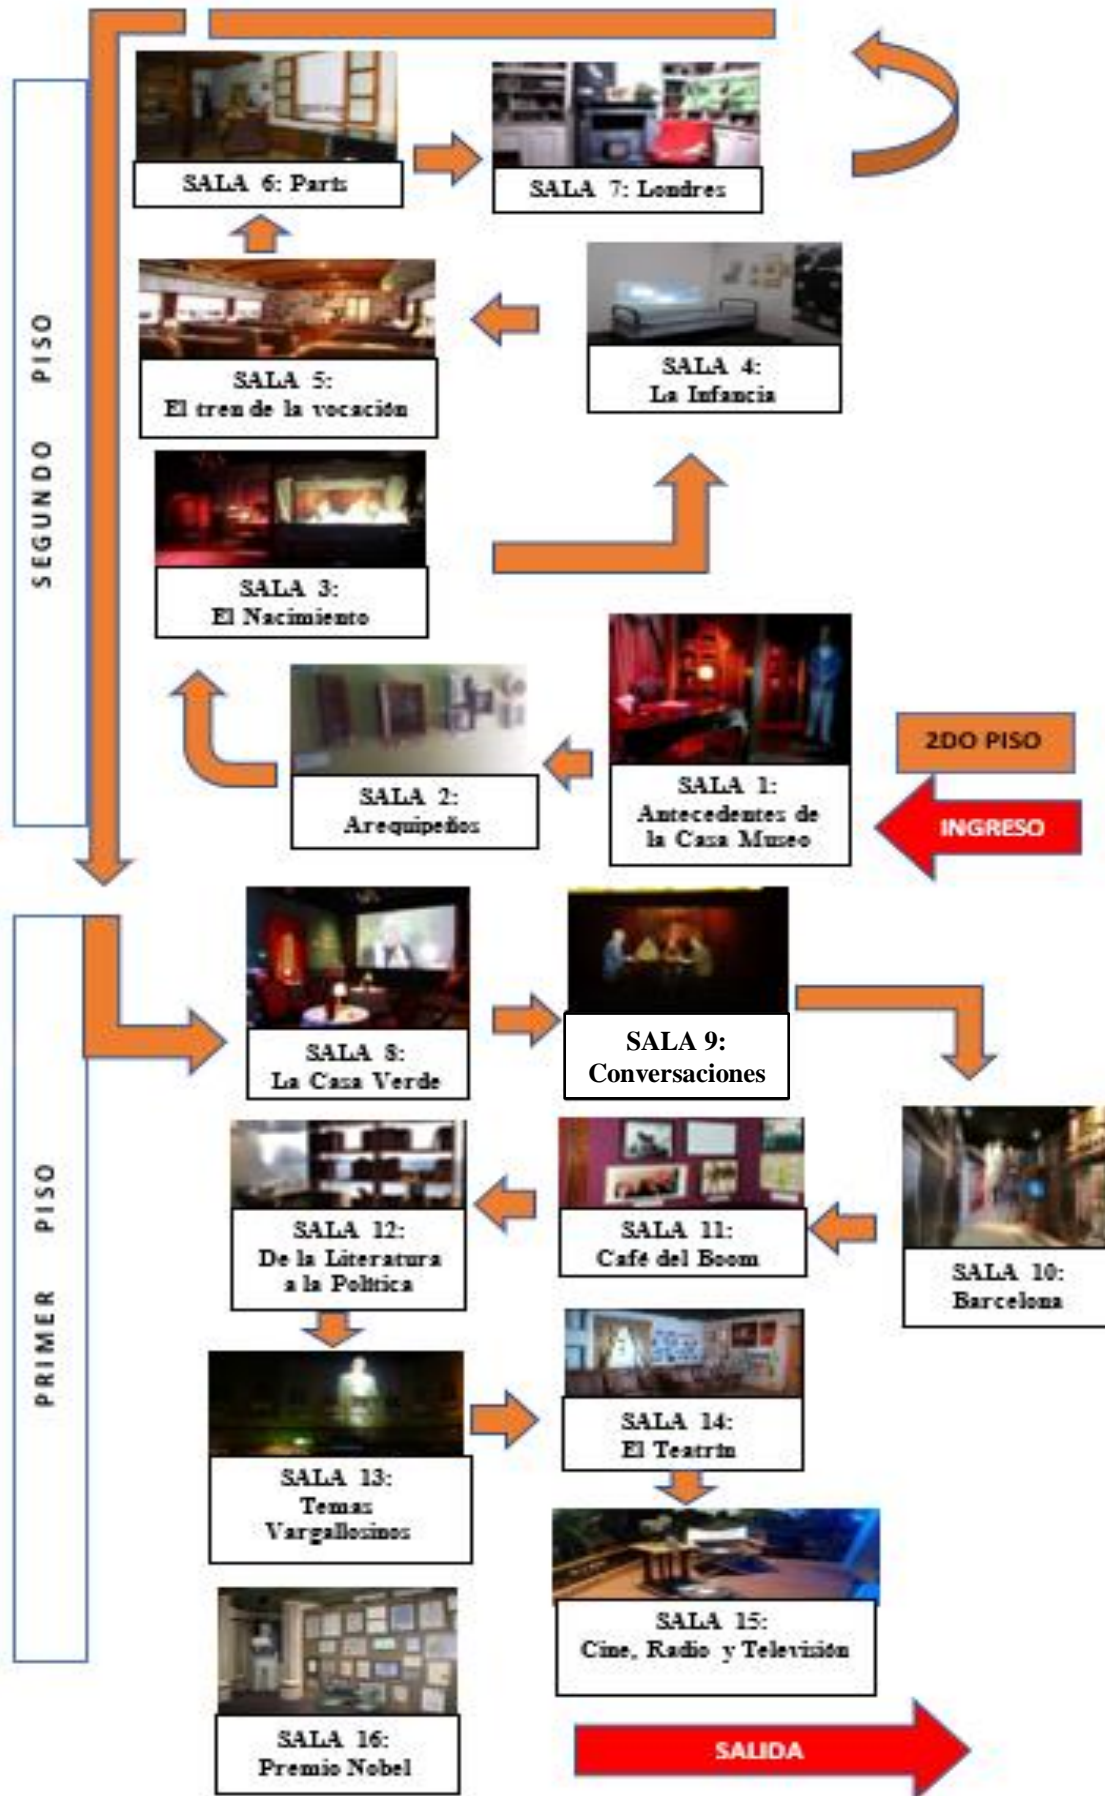 SEGUNDO PISO
SALA 6: París
SALA 7: Londres
SALA 5:
El tren de la vocación
SALA 4:
La Infancia
SALA 3:
El Nacimiento
SALA 2:
Arequipeños
SALA 1:
Antecedentes de
la Casa Museo
2DO PISO
INGRESO
PRIMER PISO
SALA 8:
La Casa Verde
SALA 9:
Conversaciones
SALA 10:
Barcelona
SALA 11:
Café del Boom
SALA 12:
De la Literatura
a la Política
SALA 13:
Temas
Vargallosinos
SALA 14:
El Teatrín
SALA 15:
Cine, Radio y Televisión
SALA 16:
Premio Nobel
SALIDA